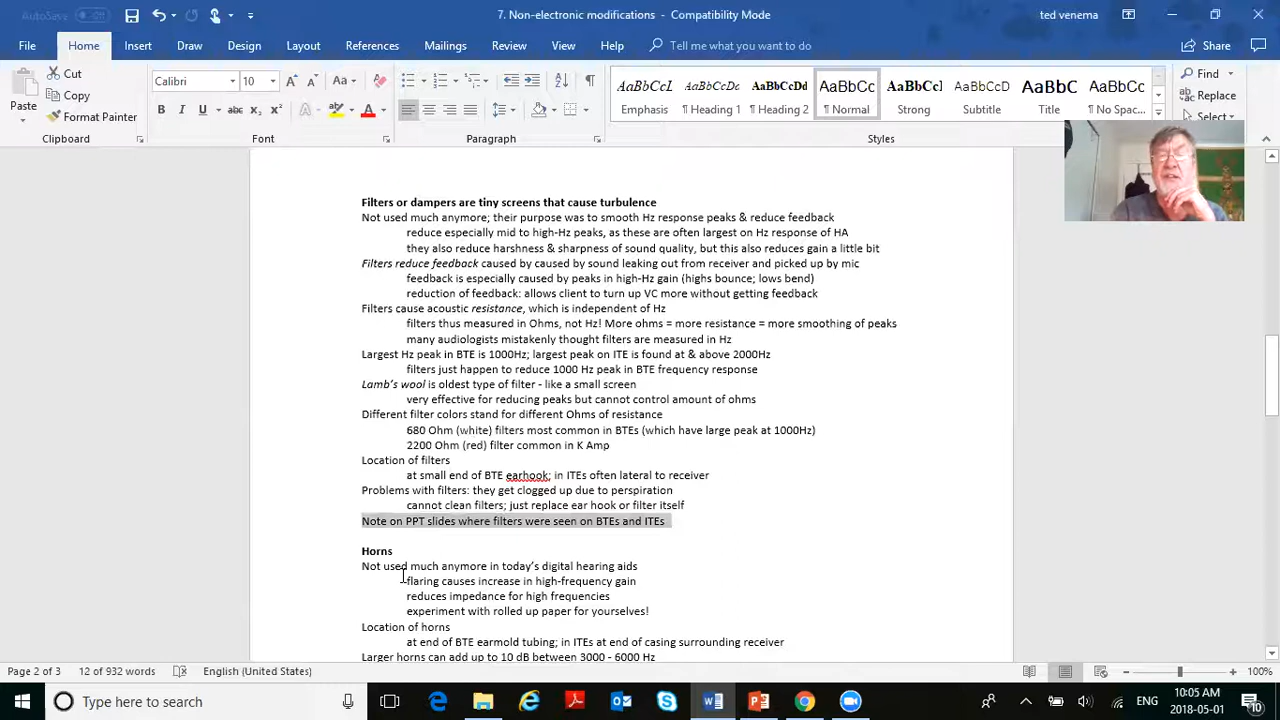 AutoSave Off
7. Non-electronic modifications - Compatibility Mode
ted venema
File Home Insert Draw Design Layout References Mailings Review View Help Tell me what you want to do Share
Paste
Cut
Copy
Format Painter
Clipboard
Calibri 10
Aa
B I U abc x₂ x² A A
Font
Paragraph
AaBbCcL AaBbCcDc AaBbCcDd AaBbCc AaBbCcI AaBbCcD AaBbC AaBbCc
Emphasis ¶ Heading 1 ¶ Heading 2 ¶ Normal Strong Subtitle Title ¶ No Spac...
Styles
Find
Replace
Select
Filters or dampers are tiny screens that cause turbulence
Not used much anymore; their purpose was to smooth Hz response peaks & reduce feedback
reduce especially mid to high-Hz peaks, as these are often largest on Hz response of HA
they also reduce harshness & sharpness of sound quality, but this also reduces gain a little bit
Filters reduce feedback caused by caused by sound leaking out from receiver and picked up by mic
feedback is especially caused by peaks in high-Hz gain (highs bounce; lows bend)
reduction of feedback: allows client to turn up VC more without getting feedback
Filters cause acoustic resistance, which is independent of Hz
filters thus measured in Ohms, not Hz! More ohms = more resistance = more smoothing of peaks
many audiologists mistakenly thought filters are measured in Hz
Largest Hz peak in BTE is 1000Hz; largest peak on ITE is found at & above 2000Hz
filters just happen to reduce 1000 Hz peak in BTE frequency response
Lamb's wool is oldest type of filter - like a small screen
very effective for reducing peaks but cannot control amount of ohms
Different filter colors stand for different Ohms of resistance
680 Ohm (white) filters most common in BTEs (which have large peak at 1000Hz)
2200 Ohm (red) filter common in K Amp
Location of filters
at small end of BTE earhook; in ITEs often lateral to receiver
Problems with filters: they get clogged up due to perspiration
cannot clean filters; just replace ear hook or filter itself
Note on PPT slides where filters were seen on BTEs and ITEs
Horns
Not used much anymore in today's digital hearing aids
flaring causes increase in high-frequency gain
reduces impedance for high frequencies
experiment with rolled up paper for yourselves!
Location of horns
at end of BTE earmold tubing; in ITEs at end of casing surrounding receiver
Larger horns can add up to 10 dB between 3000 - 6000 Hz
Page 2 of 3 12 of 932 words English (United States) 100%
Type here to search
ENG
10:05 AM
2018-05-01
10